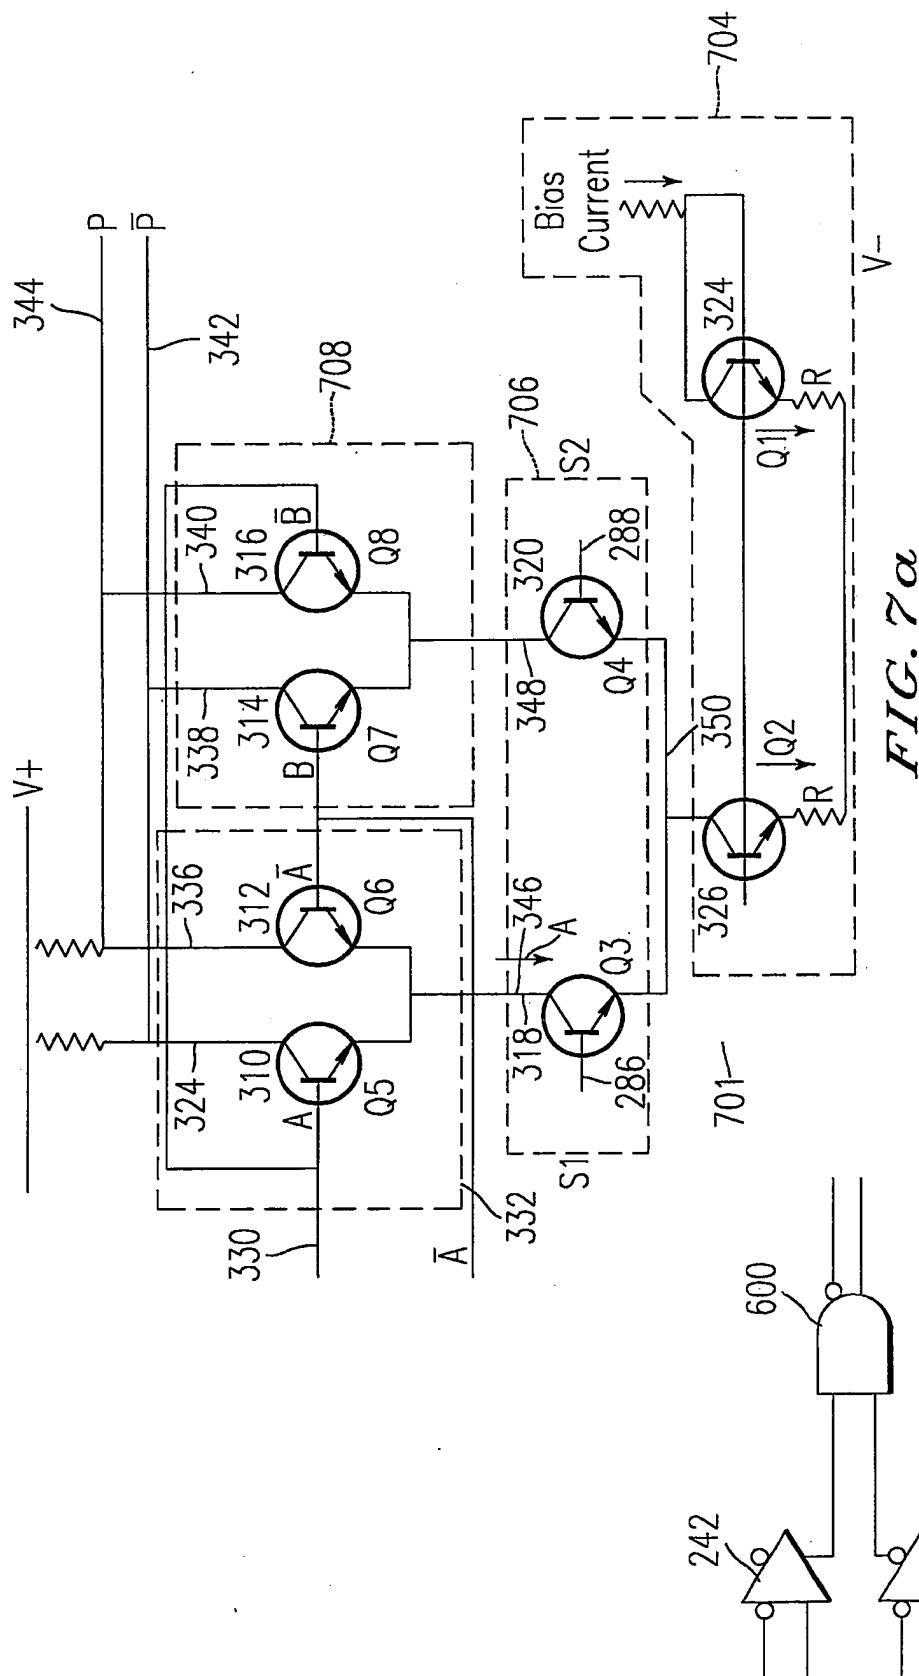 V+
344
P
P̄
342
324
336
338
340
708
310
312
314
316
A
Ā
B
B̄
Q5
Q6
Q7
Q8
330
332
Ā
706
S1
S2
318
346
A
348
320
286
Q3
Q4
288
350
704
Bias
Current
326
324
Q2
Q1
R
R
V−
701
FIG. 7a
242
600